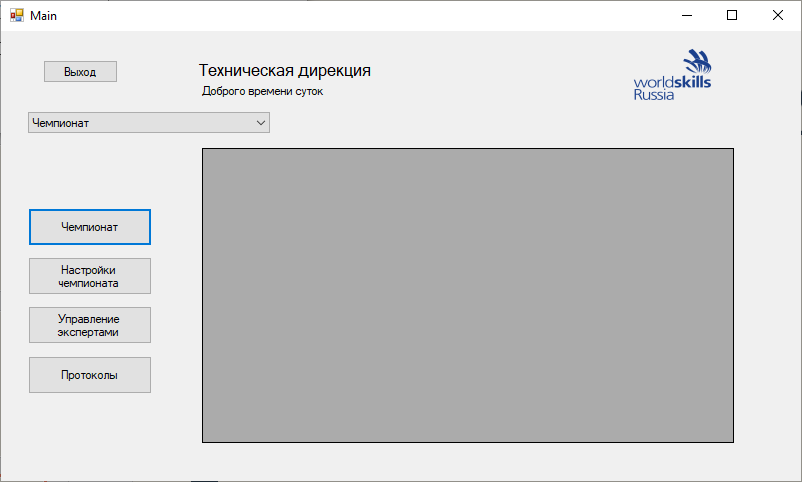 Main
Выход
Техническая дирекция
Доброго времени суток
worldskills
Russia
Чемпионат
Чемпионат
Настройки
чемпионата
Управление
экспертами
Протоколы